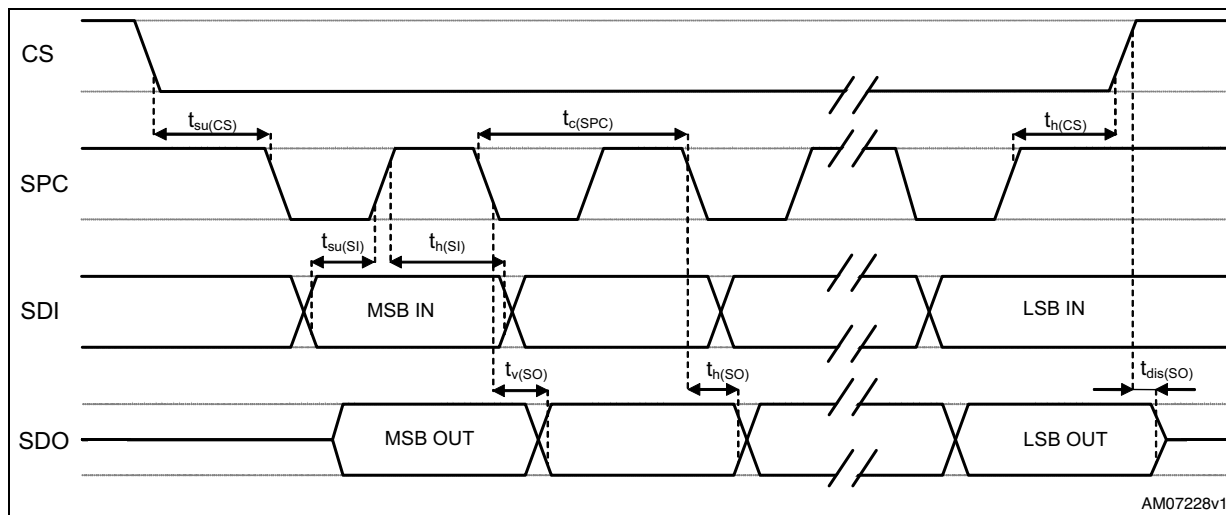 CS
t_su(CS)
t_c(SPC)
t_h(CS)
SPC
t_su(SI)
t_h(SI)
SDI
MSB IN
LSB IN
t_v(SO)
t_h(SO)
t_dis(SO)
SDO
MSB OUT
LSB OUT
AM07228v1